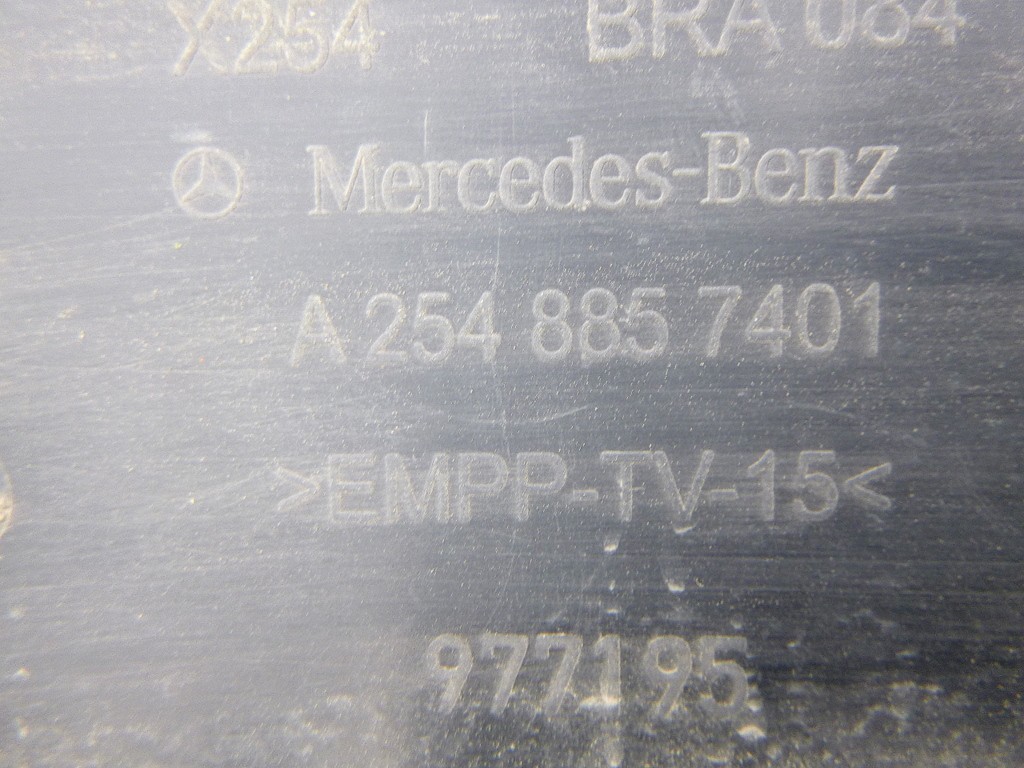 X254 BRA 084
Mercedes-Benz
A 254 885 7401
>EMPP-TV-15<
977195